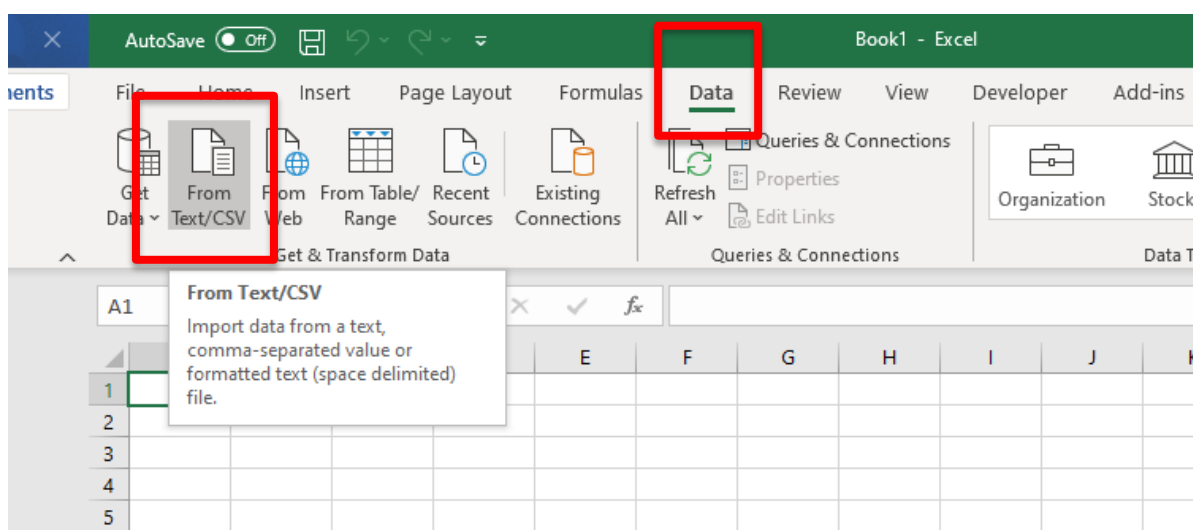 AutoSave Off Book1 - Excel
nents File Home Insert Page Layout Formulas Data Review View Developer Add-ins
Get Data
From Text/CSV
From Web
From Table/ Range
Recent Sources
Existing Connections
Refresh All
Queries & Connections
Properties
Edit Links
Organization
Stock
Get & Transform Data
Queries & Connections
Data T
A1
fx
From Text/CSV
Import data from a text,
comma-separated value or
formatted text (space delimited)
file.
E F G H I J
1
2
3
4
5